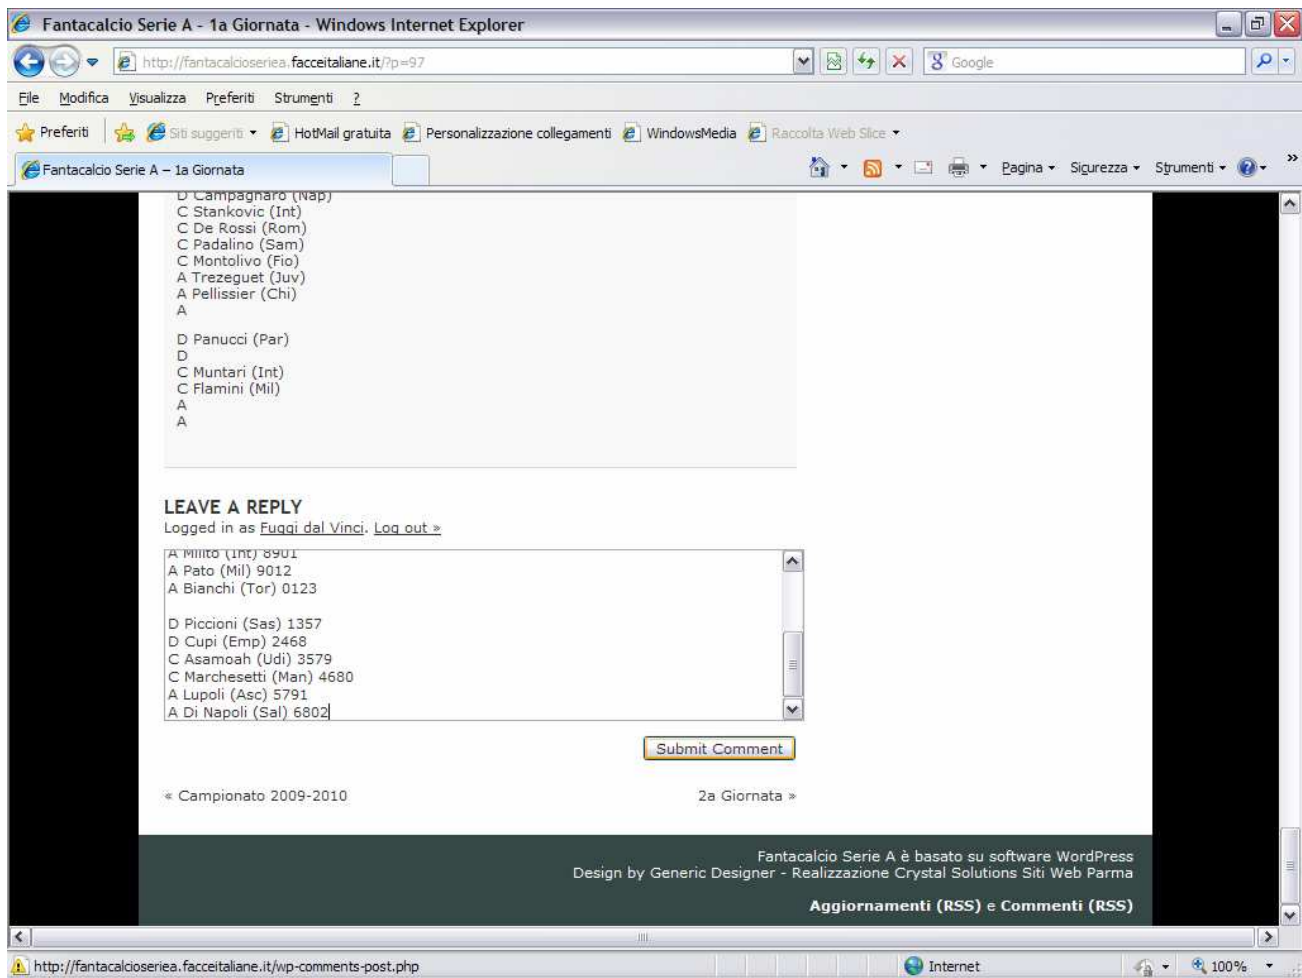 Fantacalcio Serie A - 1a Giornata - Windows Internet Explorer
http://fantacalcioseriea.facceitaliane.it/?p=97
Google
File Modifica Visualizza Preferiti Strumenti ?
Preferiti Siti suggeriti HotMail gratuita Personalizzazione collegamenti WindowsMedia Raccolta Web Slice
Fantacalcio Serie A – 1a Giornata
Pagina Sicurezza Strumenti »
D Campagnaro (Nap)
C Stankovic (Int)
C De Rossi (Rom)
C Padalino (Sam)
C Montolivo (Fio)
A Trezeguet (Juv)
A Pellissier (Chi)
A
D Panucci (Par)
D
C Muntari (Int)
C Flamini (Mil)
A
A
LEAVE A REPLY
Logged in as Fuggi dal Vinci. Log out »
A Milito (Int) 8901
A Pato (Mil) 9012
A Bianchi (Tor) 0123
D Piccioni (Sas) 1357
D Cupi (Emp) 2468
C Asamoah (Udi) 3579
C Marchesetti (Man) 4680
A Lupoli (Asc) 5791
A Di Napoli (Sal) 6802
Submit Comment
« Campionato 2009-2010
2a Giornata »
Fantacalcio Serie A è basato su software WordPress
Design by Generic Designer - Realizzazione Crystal Solutions Siti Web Parma
Aggiornamenti (RSS) e Commenti (RSS)
http://fantacalcioseriea.facceitaliane.it/wp-comments-post.php
Internet
100%